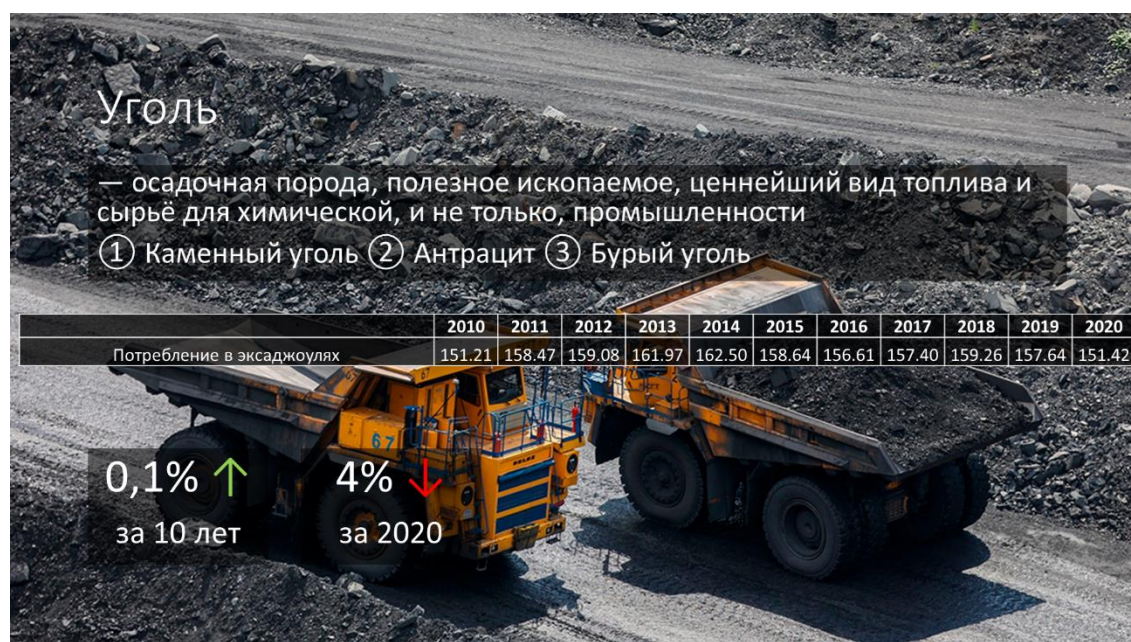 Уголь
— осадочная порода, полезное ископаемое, ценнейший вид топлива и
сырьё для химической, и не только, промышленности
① Каменный уголь ② Антрацит ③ Бурый уголь
2010 2011 2012 2013 2014 2015 2016 2017 2018 2019 2020
Потребление в эксаджоулях 151.21 158.47 159.08 161.97 162.50 158.64 156.61 157.40 159.26 157.64 151.42
67
67
0,1% ↑ 4% ↓
за 10 лет за 2020